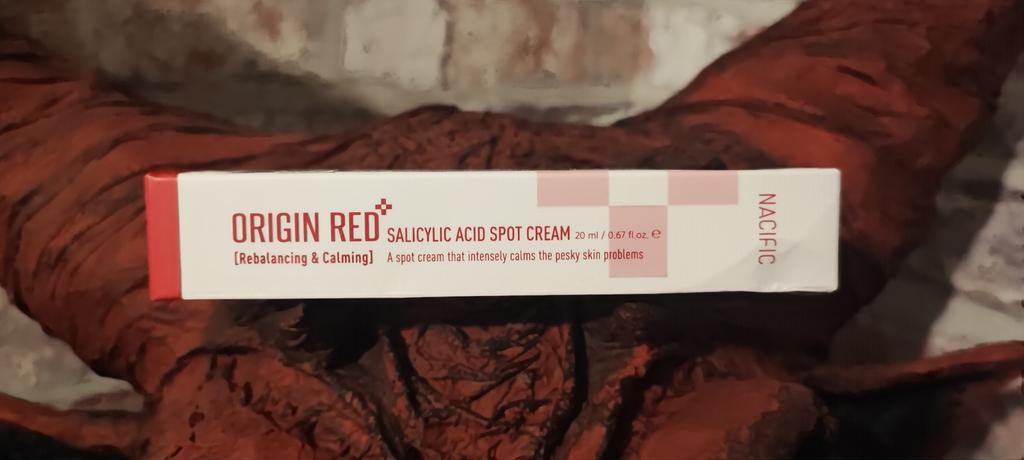 ORIGIN RED+ SALICYLIC ACID SPOT CREAM 20 ml / 0.67 fl.oz. ℮
[Rebalancing & Calming] A spot cream that intensely calms the pesky skin problems
NACIFIC